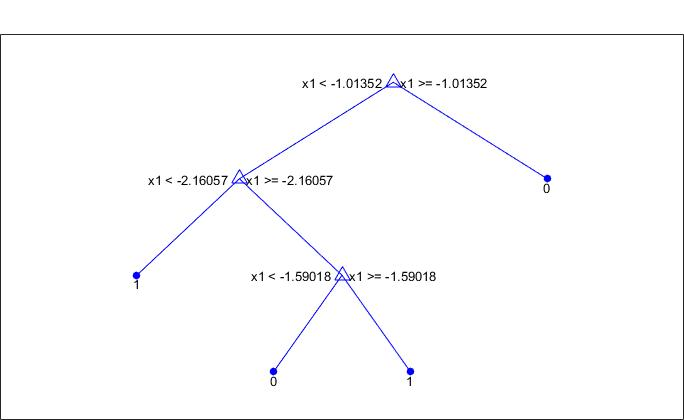 x1 < -1.01352 x1 >= -1.01352
x1 < -2.16057 x1 >= -2.16057
0
x1 < -1.59018 x1 >= -1.59018
1
0
1